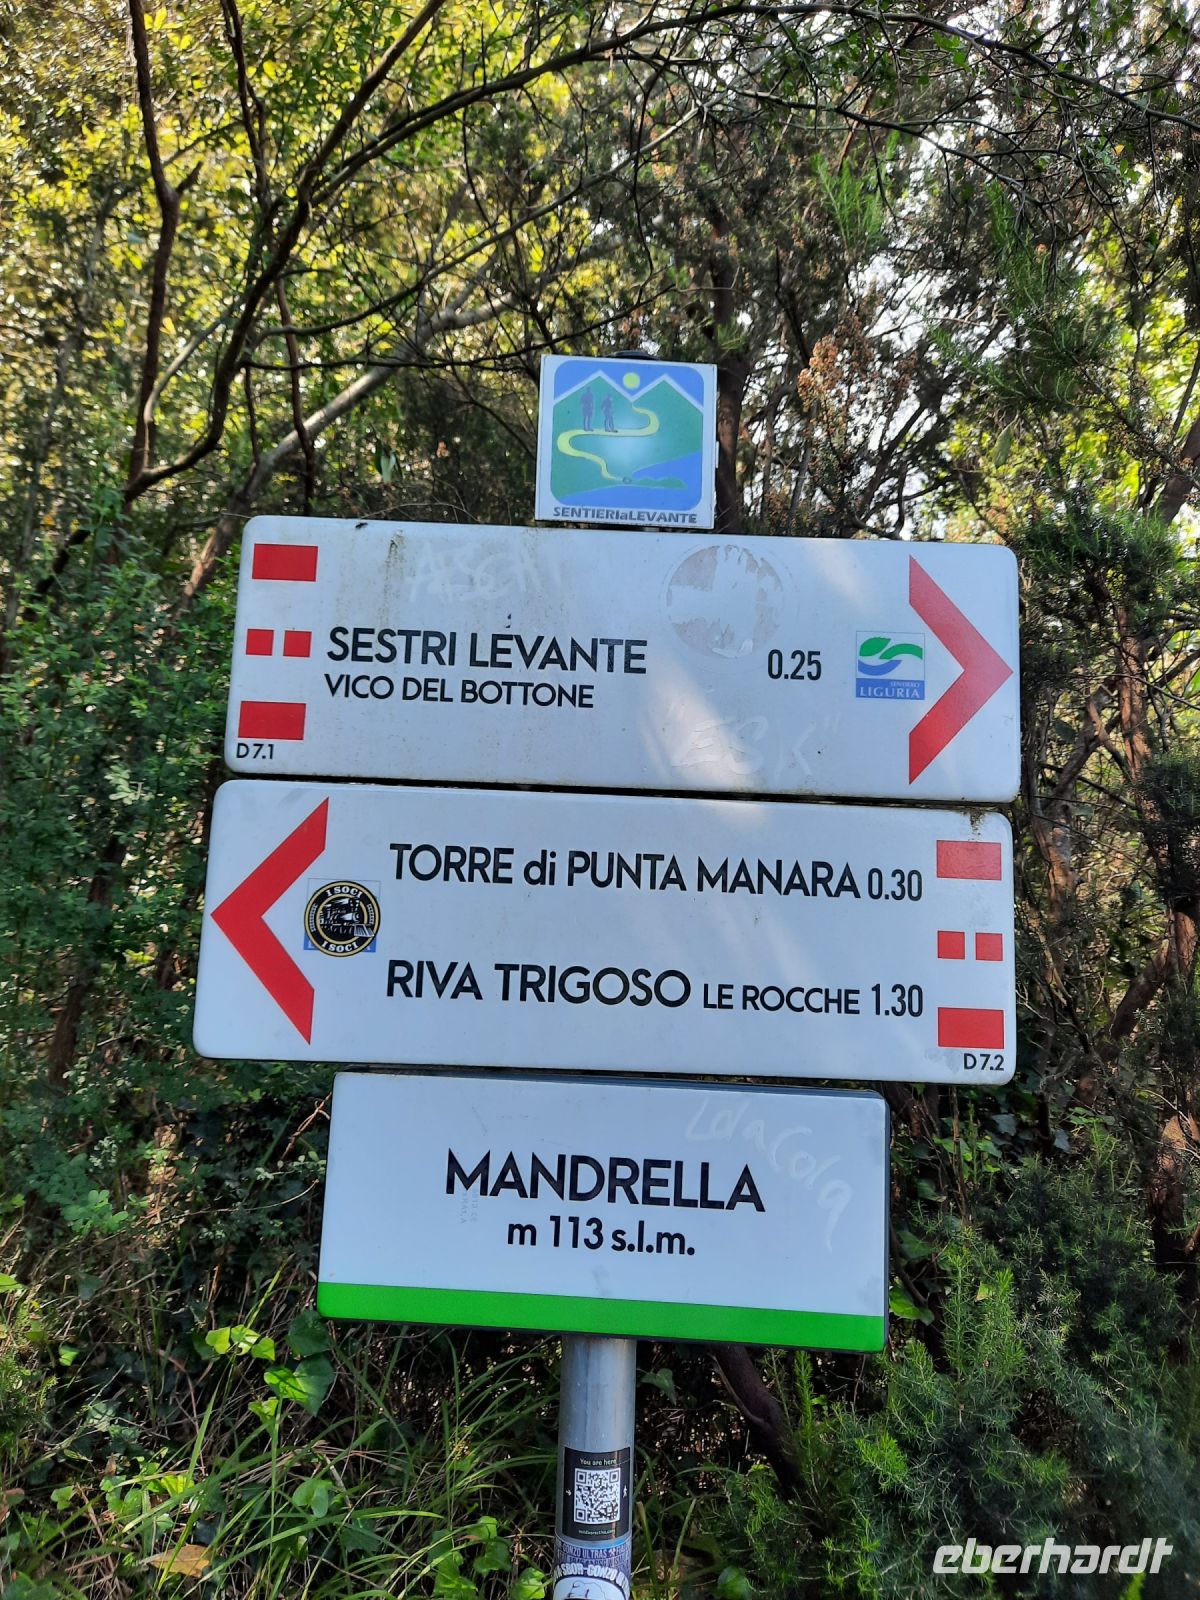 SENTIERIaLEVANTE
SESTRI LEVANTE 0.25
VICO DEL BOTTONE
SENTIERO
LIGURIA
D7.1
"ESK"
TORRE di PUNTA MANARA 0.30
I SOCI
I SOCI
RIVA TRIGOSO LE ROCCHE 1.30
D7.2
MANDRELLA
m 113 s.l.m.
You are here
eberhardt